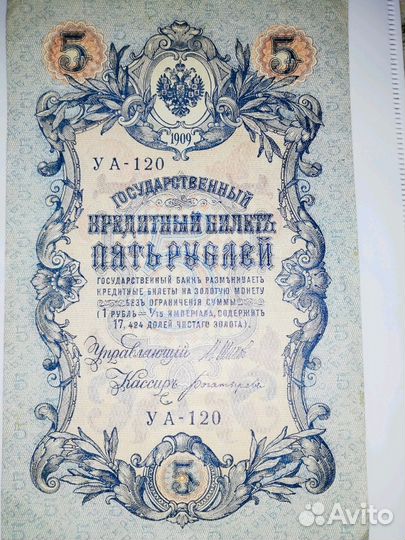 5 5
1909
УА-120
ГОСУДАРСТВЕННЫЙ
КРЕДИТНЫЙ БИЛЕТЪ
ПЯТЬ РУБЛЕЙ
ГОСУДАРСТВЕННЫЙ БАНКЪ РАЗМѢНИВАЕТЪ
КРЕДИТНЫЕ БИЛЕТЫ НА ЗОЛОТУЮ МОНЕТУ
БЕЗЪ ОГРАНИЧЕНІЯ СУММЫ
(1 РУБЛЬ = 1/15 ИМПЕРІАЛА, СОДЕРЖИТЪ
17,424 ДОЛЕЙ ЧИСТАГО ЗОЛОТА).
Управляющій И. Шипов
Кассиръ Богатырев
УА-120
5
Avito